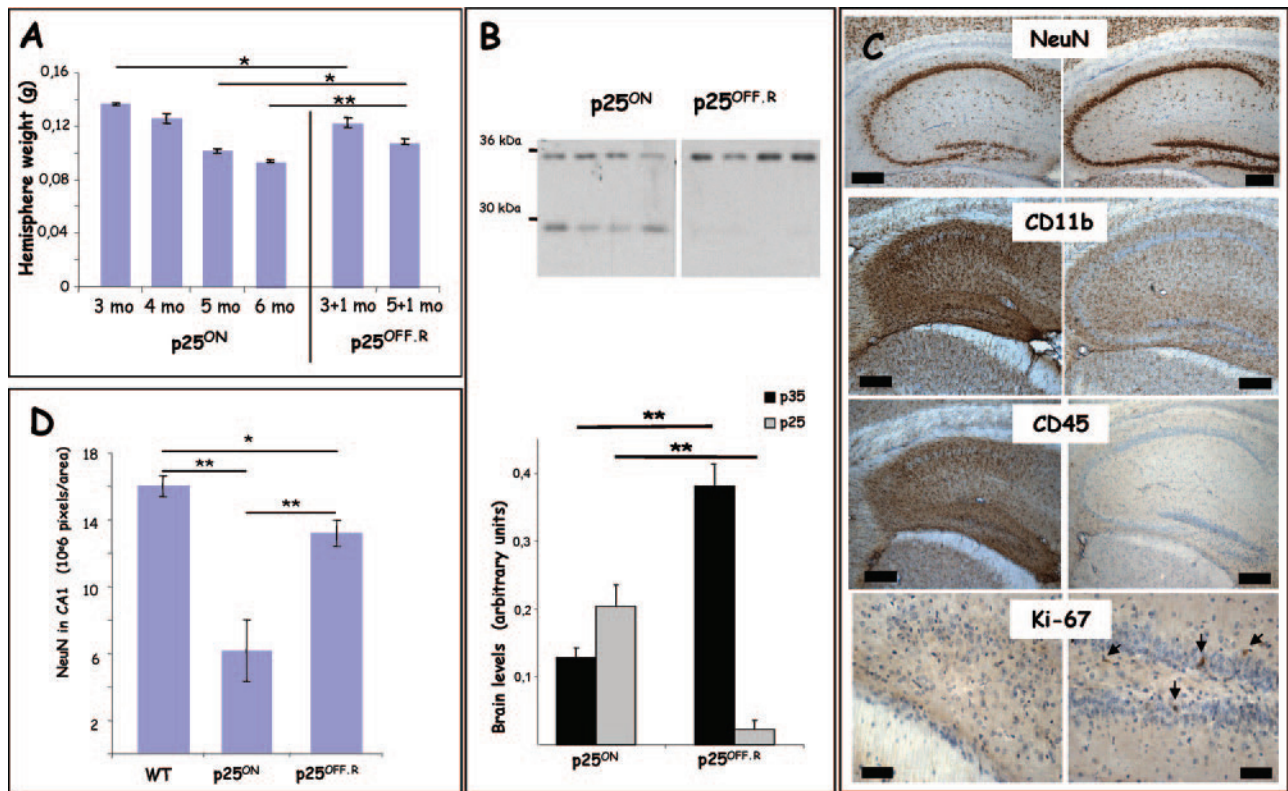 A
Hemisphere weight (g)
0,16
0,12
0,08
0,04
0
*
*
**
3 mo 4 mo 5 mo 6 mo 3+1 mo 5+1 mo
p25ON p25OFF.R
B
p25ON p25OFF.R
36 kDa
30 kDa
p35
p25
**
**
Brain levels (arbitrary units)
0,4
0,3
0,2
0,1
p25ON p25OFF.R
C
NeuN
CD11b
CD45
Ki-67
D
NeuN in CA1 (10e6 pixels/area)
18
14
10
6
2
*
**
**
WT p25ON p25OFF.R